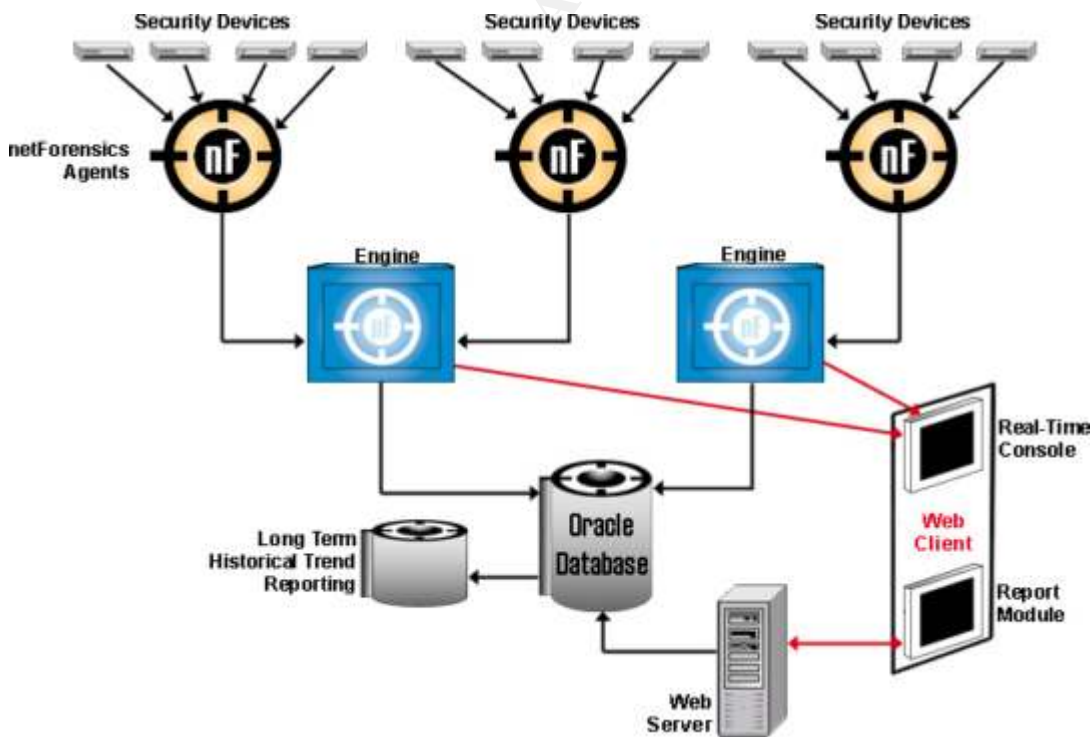 Security Devices
Security Devices
Security Devices
nF
nF
nF
netForensics
Agents
Engine
Engine
nF
nF
Real-Time
Console
Web
Client
Oracle
Database
Long Term
Historical Trend
Reporting
Report
Module
Web
Server